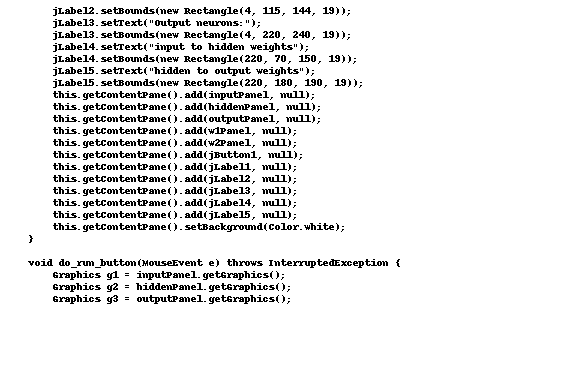 jLabel2.setBounds(new Rectangle(4, 115, 144, 19));
jLabel3.setText("Output neurons:");
jLabel3.setBounds(new Rectangle(4, 220, 240, 19));
jLabel4.setText("input to hidden weights");
jLabel4.setBounds(new Rectangle(220, 70, 150, 19));
jLabel5.setText("hidden to output weights");
jLabel5.setBounds(new Rectangle(220, 180, 190, 19));
this.getContentPane().add(inputPanel, null);
this.getContentPane().add(hiddenPanel, null);
this.getContentPane().add(outputPanel, null);
this.getContentPane().add(w1Panel, null);
this.getContentPane().add(w2Panel, null);
this.getContentPane().add(jButton1, null);
this.getContentPane().add(jLabel1, null);
this.getContentPane().add(jLabel2, null);
this.getContentPane().add(jLabel3, null);
this.getContentPane().add(jLabel4, null);
this.getContentPane().add(jLabel5, null);
this.getContentPane().setBackground(Color.white);
}
void do_run_button(MouseEvent e) throws InterruptedException {
Graphics g1 = inputPanel.getGraphics();
Graphics g2 = hiddenPanel.getGraphics();
Graphics g3 = outputPanel.getGraphics();